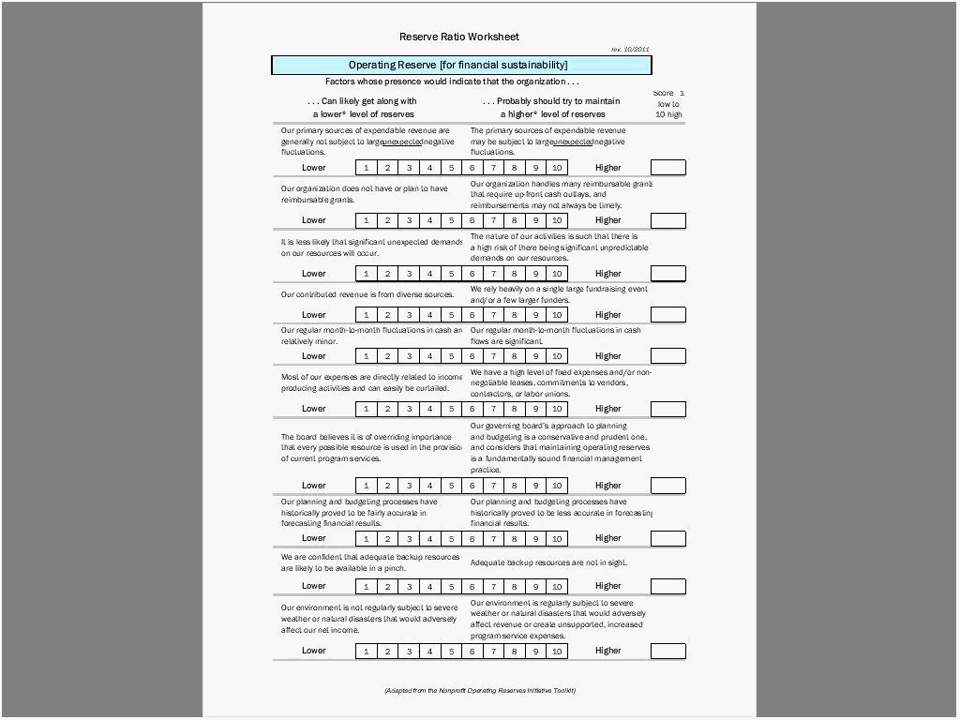 Reserve Ratio Worksheet
rev. 10/2011
Operating Reserve [for financial sustainability]
Factors whose presence would indicate that the organization . . .
Score 1
low to
10 high
. . . Can likely get along with
a lower* level of reserves
. . . Probably should try to maintain
a higher* level of reserves
Our primary sources of expendable revenue are
generally not subject to large unexpected negative
fluctuations.
The primary sources of expendable revenue
may be subject to large unexpected negative
fluctuations.
Lower 1 2 3 4 5 6 7 8 9 10 Higher
Our organization does not have or plan to have
reimbursable grants.
Our organization handles many reimbursable grants
that require up-front cash outlays, and
reimbursements may not always be timely.
Lower 1 2 3 4 5 6 7 8 9 10 Higher
It is less likely that significant unexpected demands
on our resources will occur.
The nature of our activities is such that there is
a high risk of there being significant unpredictable
demands on our resources.
Lower 1 2 3 4 5 6 7 8 9 10 Higher
Our contributed revenue is from diverse sources.
We rely heavily on a single large fundraising event
and/or a few larger funders.
Lower 1 2 3 4 5 6 7 8 9 10 Higher
Our regular month-to-month fluctuations in cash are
relatively minor.
Our regular month-to-month fluctuations in cash
flows are significant.
Lower 1 2 3 4 5 6 7 8 9 10 Higher
Most of our expenses are directly related to income
producing activities and can easily be curtailed.
We have a high level of fixed expenses and/or non-
negotiable leases, commitments to vendors,
contractors, or labor unions.
Lower 1 2 3 4 5 6 7 8 9 10 Higher
The board believes it is of overriding importance
that every possible resource is used in the provision
of current program services.
Our governing board's approach to planning
and budgeting is a conservative and prudent one,
and considers that maintaining operating reserves
is a fundamentally sound financial management
practice.
Lower 1 2 3 4 5 6 7 8 9 10 Higher
Our planning and budgeting processes have
historically proved to be fairly accurate in
forecasting financial results.
Our planning and budgeting processes have
historically proved to be less accurate in forecasting
financial results.
Lower 1 2 3 4 5 6 7 8 9 10 Higher
We are confident that adequate backup resources
are likely to be available in a pinch.
Adequate backup resources are not in sight.
Lower 1 2 3 4 5 6 7 8 9 10 Higher
Our environment is not regularly subject to severe
weather or natural disasters that would adversely
affect our net income.
Our environment is regularly subject to severe
weather or natural disasters that would adversely
affect revenue or create unsupported, increased
program service expenses.
Lower 1 2 3 4 5 6 7 8 9 10 Higher
(Adapted from the Nonprofit Operating Reserves Initiative Toolkit)